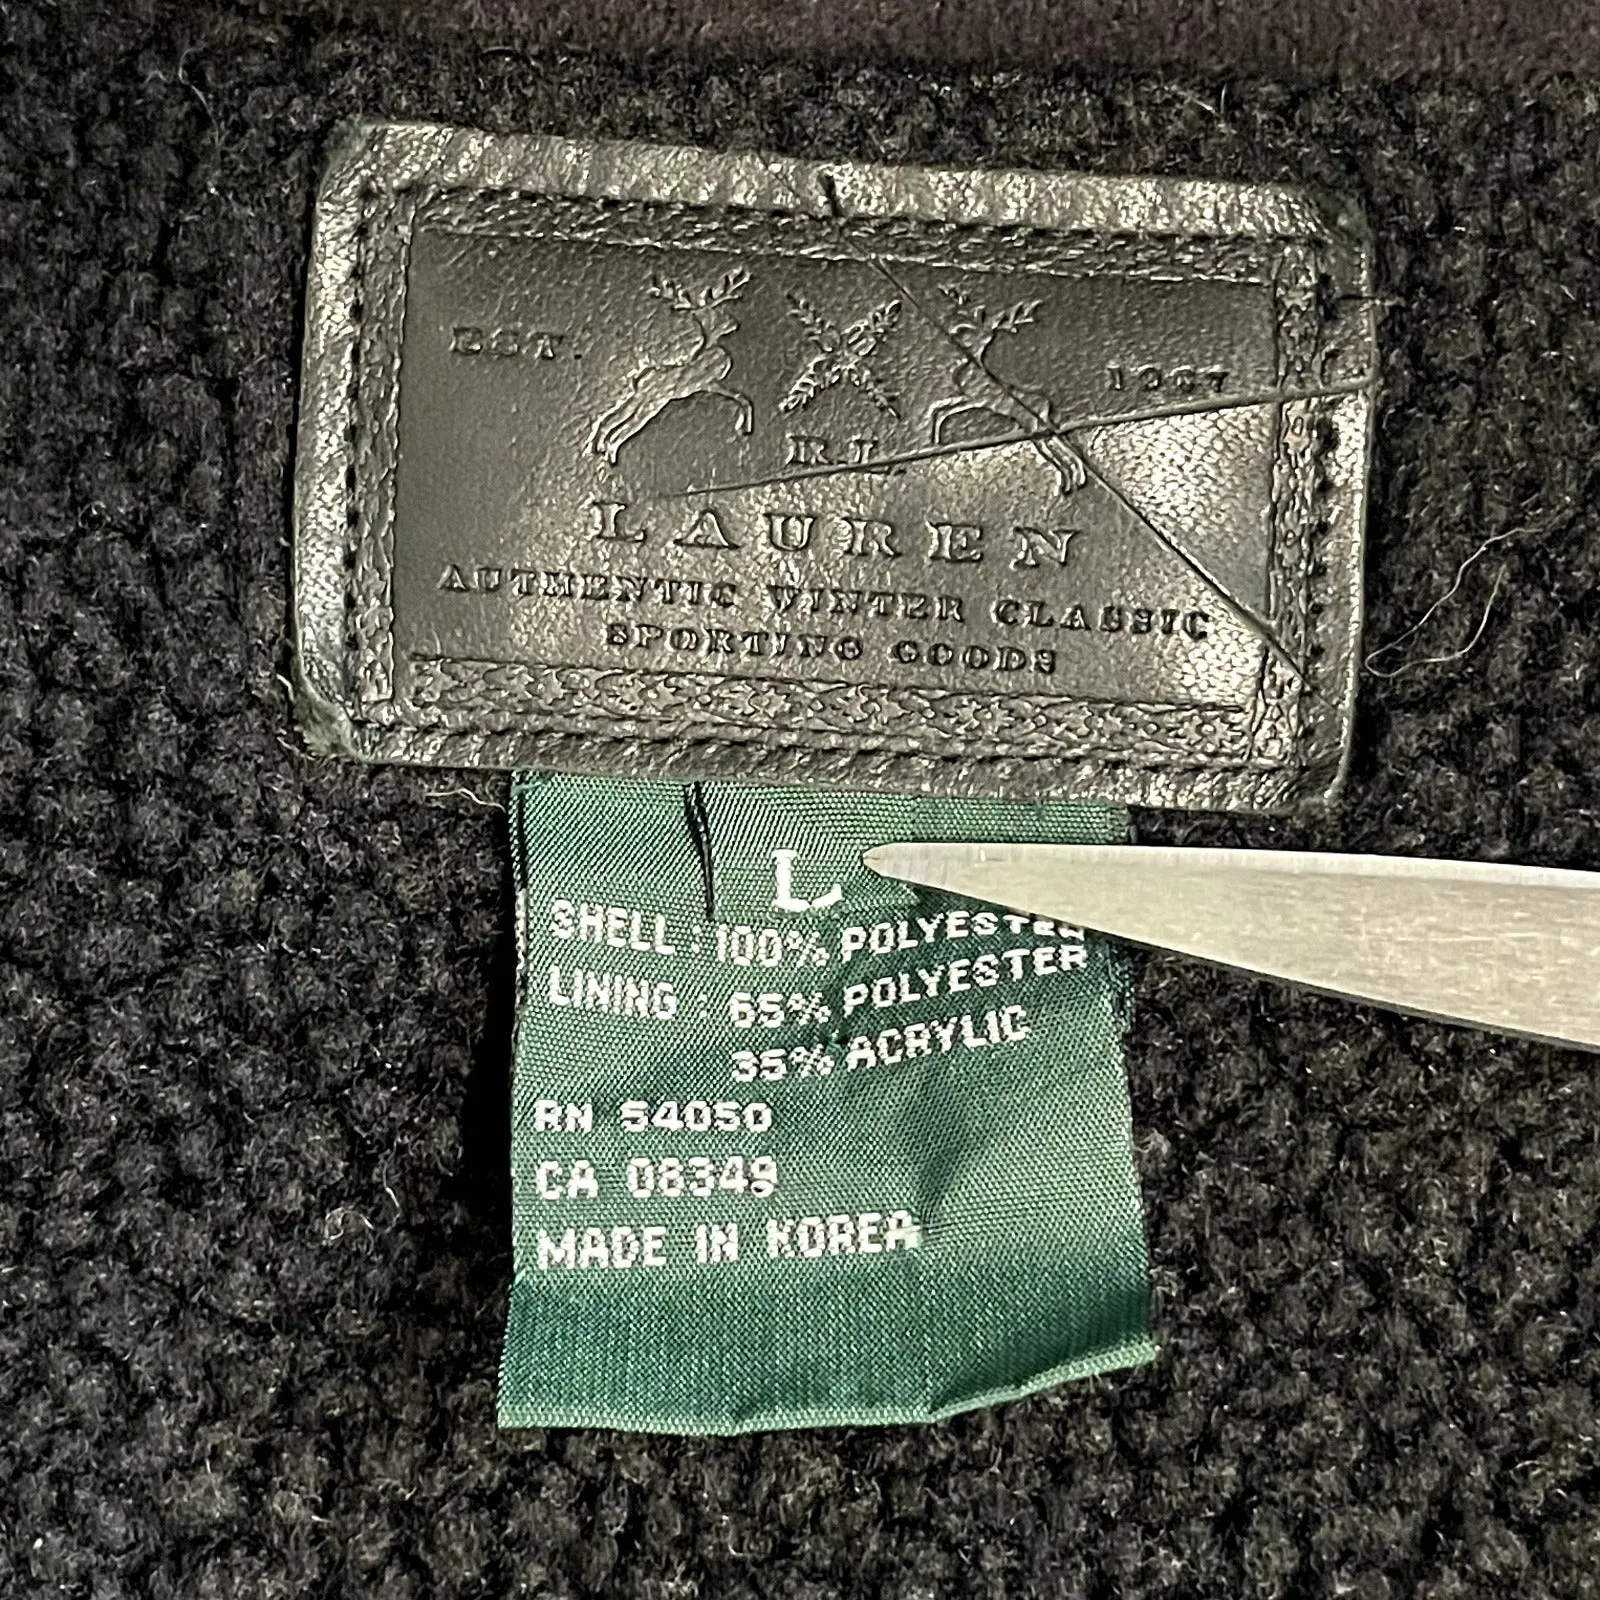 EST. 1967
R.L.
LAUREN
AUTHENTIC WINTER CLASSIC
SPORTING GOODS
L
SHELL : 100% POLYESTER
LINING : 65% POLYESTER
35% ACRYLIC
RN 54050
CA 08349
MADE IN KOREA